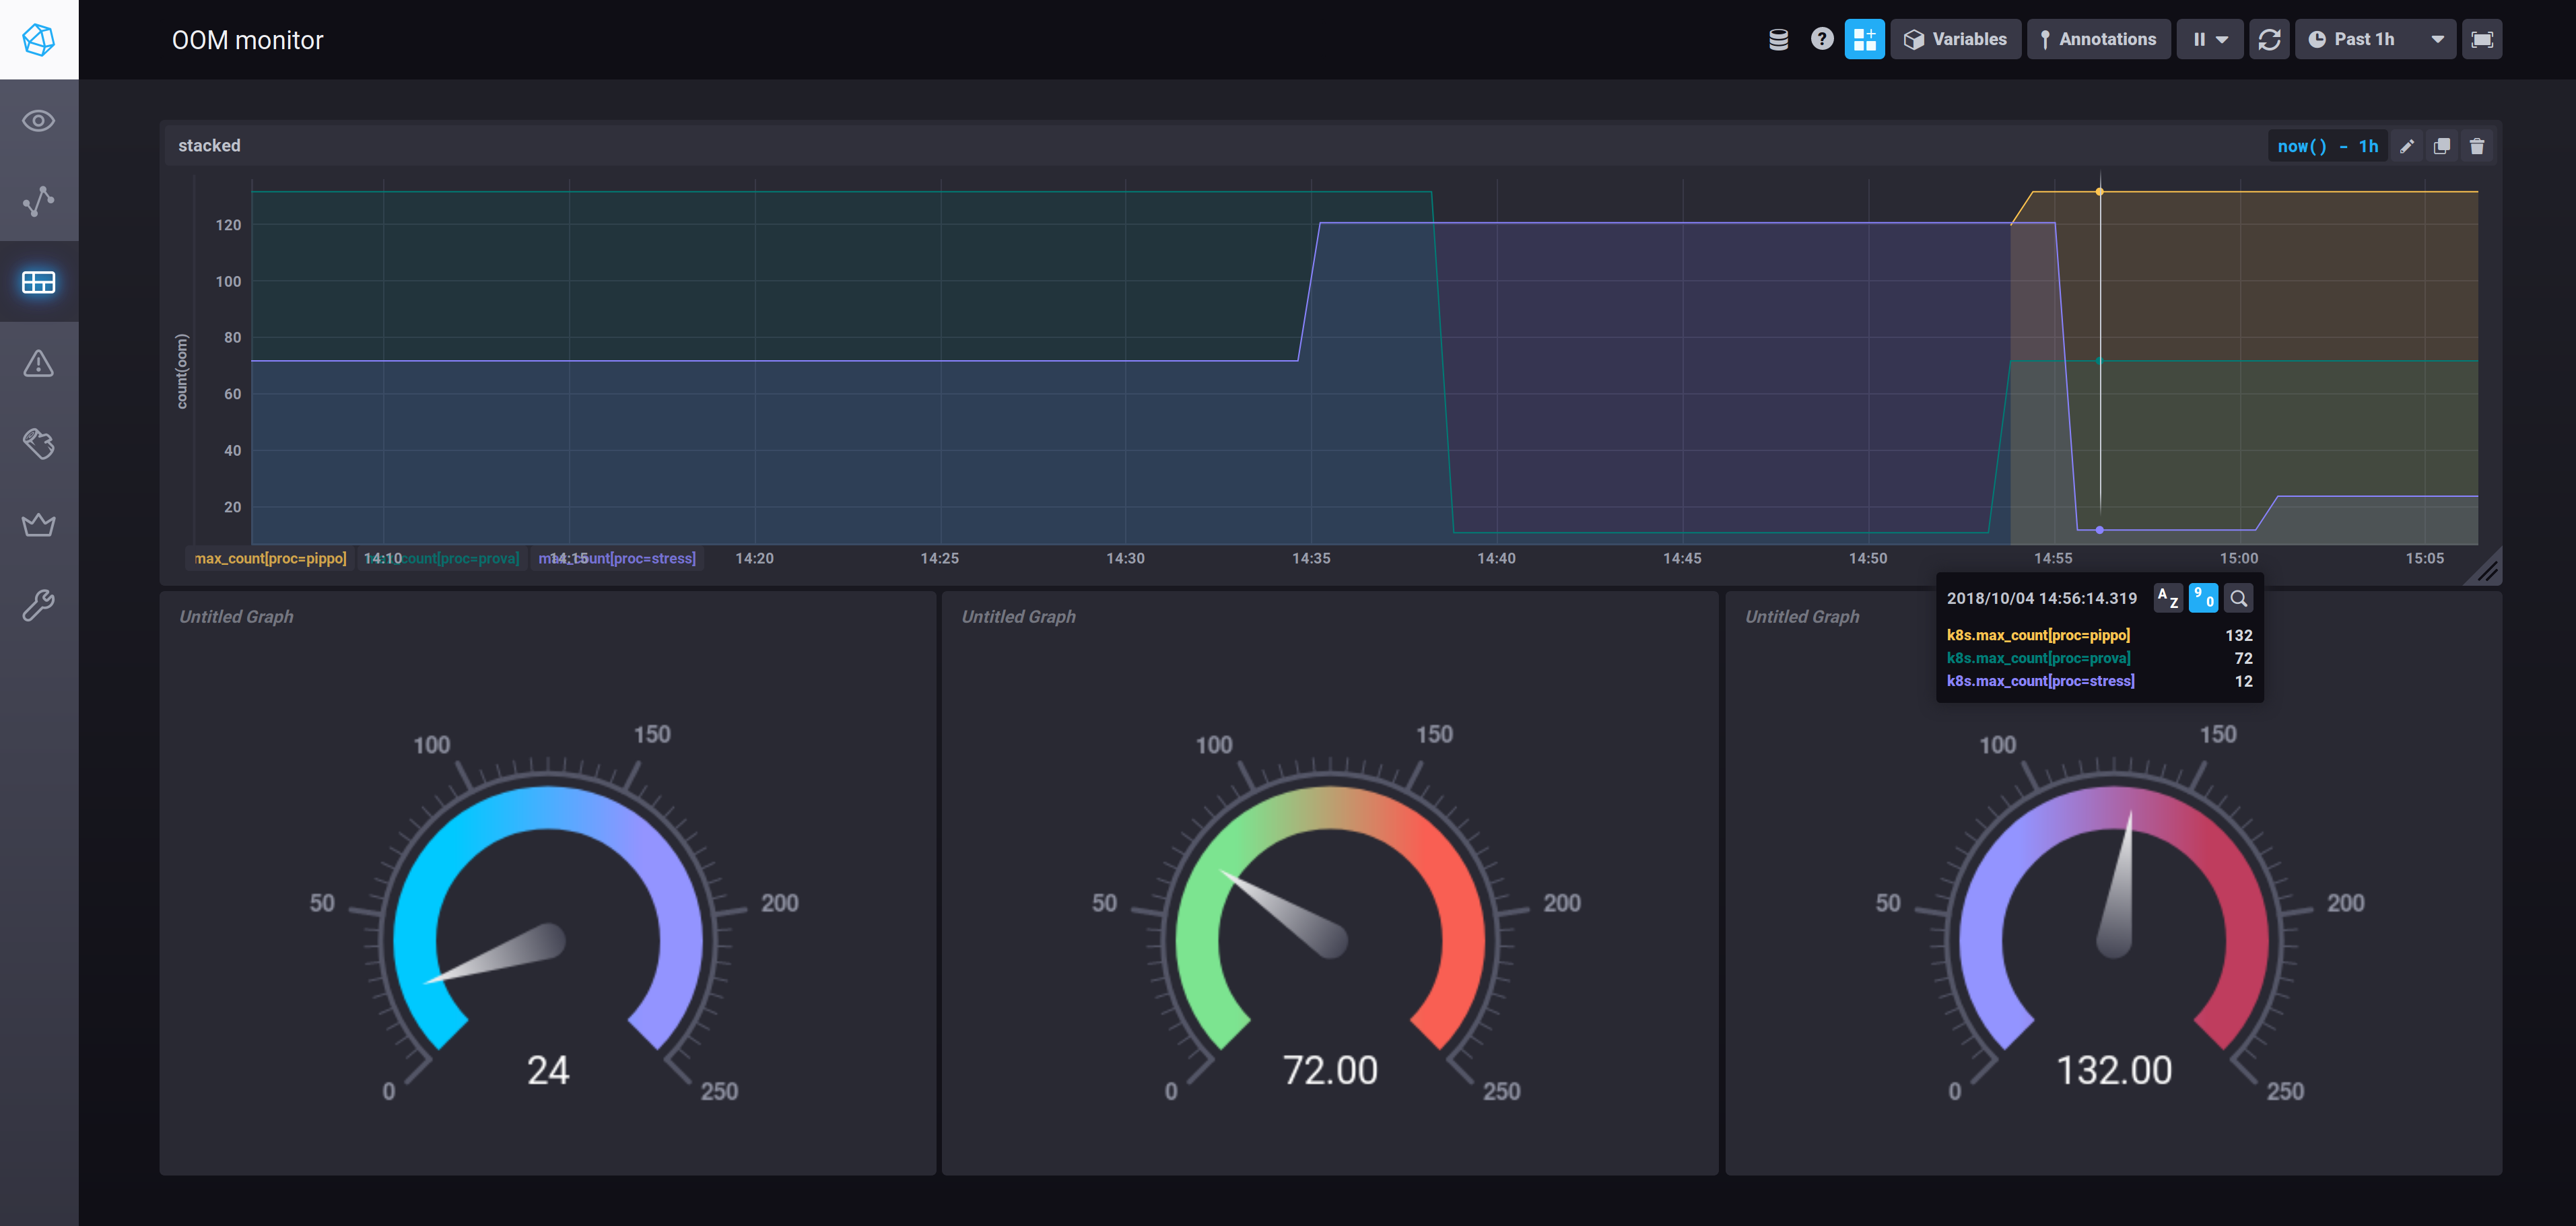 OOM monitor
? Variables Annotations Past 1h
stacked
now() - 1h
count(oom)
120
100
80
60
40
20
max_count[proc=pippo] 14:10 _count[proc=prova] 14:15 max_count[proc=stress] 14:20 14:25 14:30 14:35 14:40 14:45 14:50 14:55 15:00 15:05
2018/10/04 14:56:14.319 A Z 9 0
k8s.max_count[proc=pippo] 132
k8s.max_count[proc=prova] 72
k8s.max_count[proc=stress] 12
Untitled Graph
0
50
100
150
200
250
24
Untitled Graph
0
50
100
150
200
250
72.00
Untitled Graph
0
50
100
150
200
250
132.00